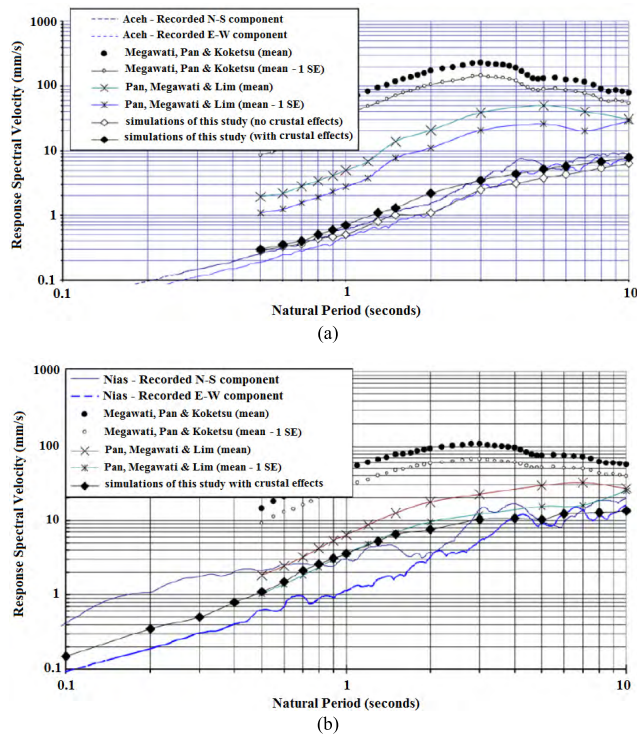 1000
100
10
1
0.1
Response Spectral Velocity (mm/s)
Aceh - Recorded N-S component
Aceh - Recorded E-W component
Megawati, Pan & Koketsu (mean)
Megawati, Pan & Koketsu (mean - 1 SE)
Pan, Megawati & Lim (mean)
Pan, Megawati & Lim (mean - 1 SE)
simulations of this study (no crustal effects)
simulations of this study (with crustal effects)
0.1 1 10
Natural Period (seconds)
(a)
1000
100
10
1
0.1
Response Spectral Velocity (mm/s)
Nias - Recorded N-S component
Nias - Recorded E-W component
Megawati, Pan & Koketsu (mean)
Megawati, Pan & Koketsu (mean - 1 SE)
Pan, Megawati & Lim (mean)
Pan, Megawati & Lim (mean - 1 SE)
simulations of this study with crustal effects
0.1 1 10
Natural Period (seconds)
(b)